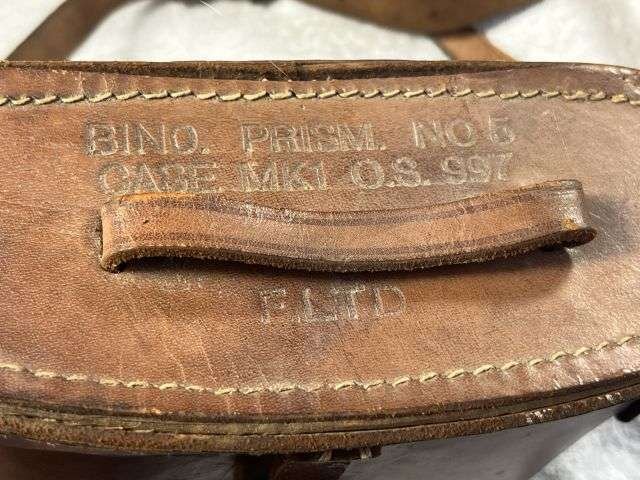 BINO. PRISM. NO 5
CASE MK1 O.S. 997
F.LTD